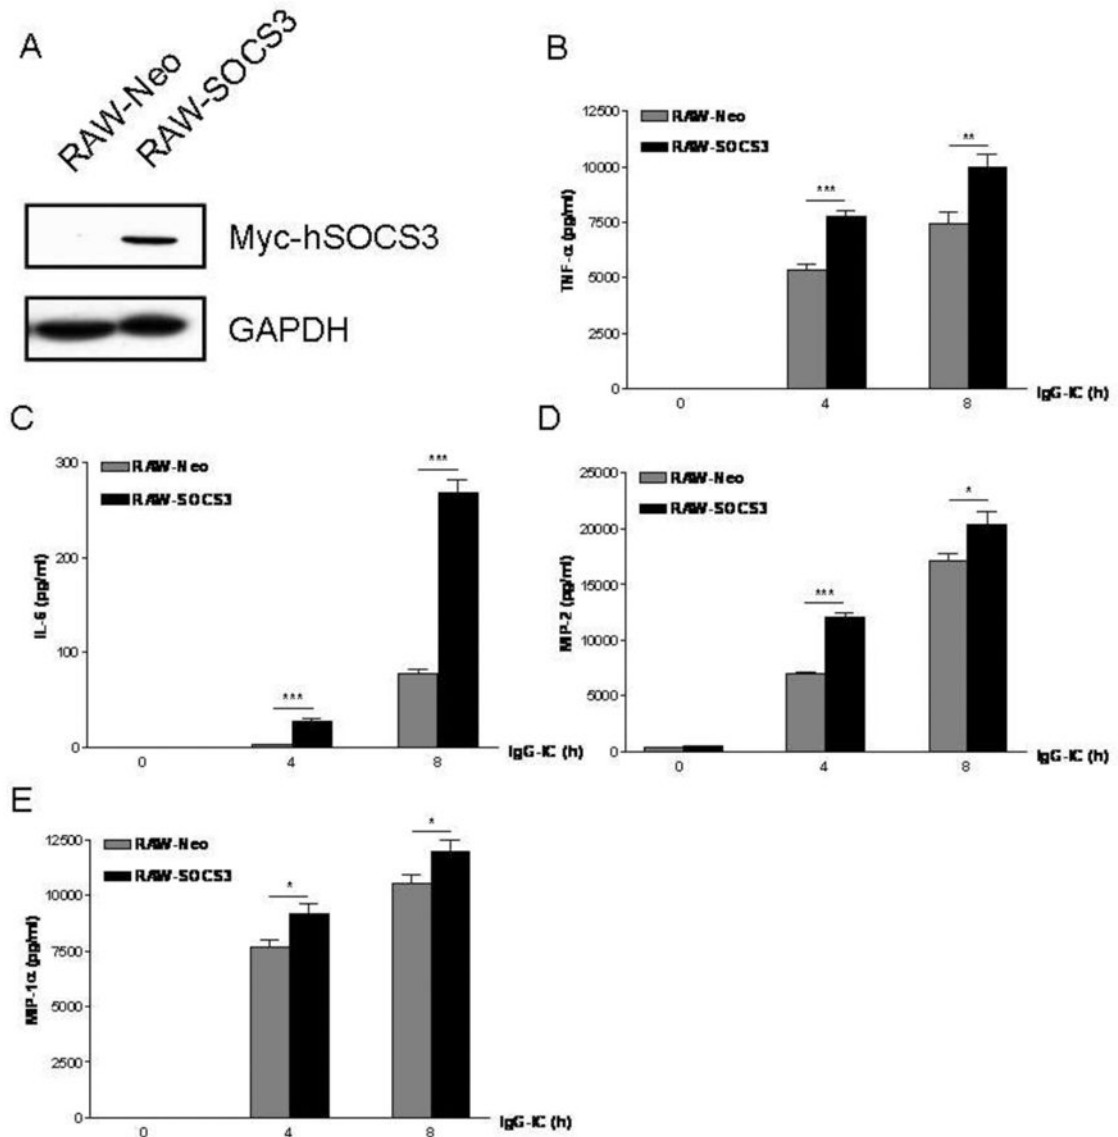 A
RAW-Neo
RAW-SOCS3
Myc-hSOCS3
GAPDH
B
12500
10000
7500
5000
2500
0
TNF-α (pg/ml)
RAW-Neo
RAW-SOCS3
***
**
0 4 8
IgG-IC (h)
C
300
200
100
0
IL-6 (pg/ml)
RAW-Neo
RAW-SOCS3
***
***
0 4 8
IgG-IC (h)
D
25000
20000
15000
10000
5000
0
MIP-2 (pg/ml)
RAW-Neo
RAW-SOCS3
***
*
0 4 8
IgG-IC (h)
E
12500
10000
7500
5000
2500
0
MIP-1α (pg/ml)
RAW-Neo
RAW-SOCS3
*
*
0 4 8
IgG-IC (h)